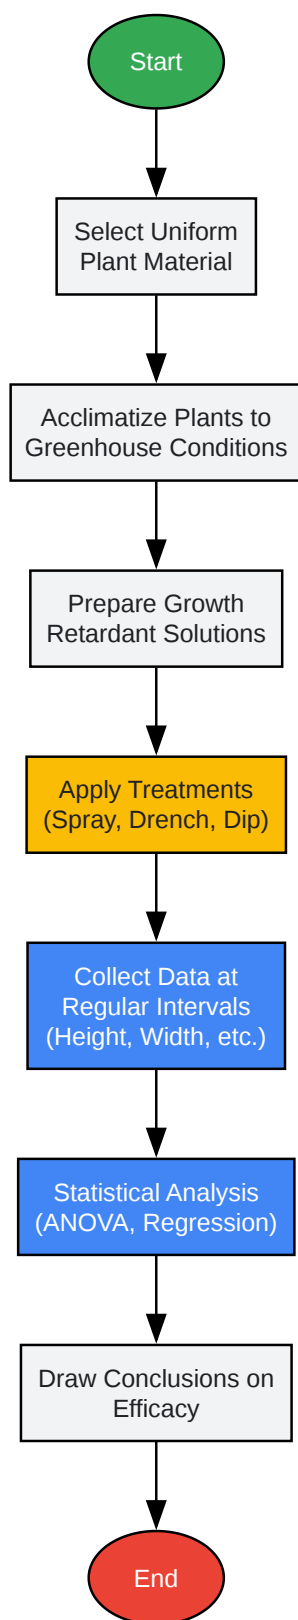 Start
Select Uniform
Plant Material
Acclimatize Plants to
Greenhouse Conditions
Prepare Growth
Retardant Solutions
Apply Treatments
(Spray, Drench, Dip)
Collect Data at
Regular Intervals
(Height, Width, etc.)
Statistical Analysis
(ANOVA, Regression)
Draw Conclusions on
Efficacy
End